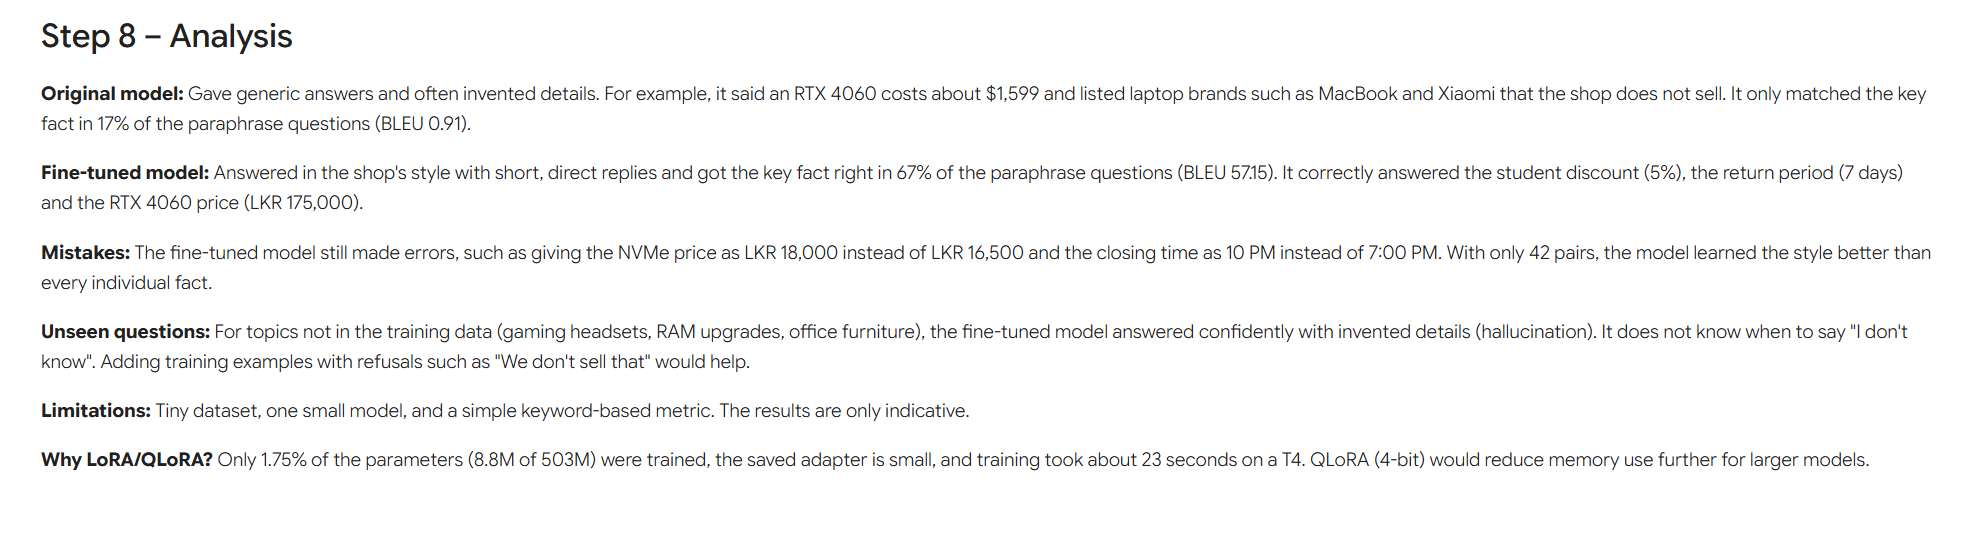 Step 8 – Analysis
Original model: Gave generic answers and often invented details. For example, it said an RTX 4060 costs about $1,599 and listed laptop brands such as MacBook and Xiaomi that the shop does not sell. It only matched the key
fact in 17% of the paraphrase questions (BLEU 0.91).
Fine-tuned model: Answered in the shop's style with short, direct replies and got the key fact right in 67% of the paraphrase questions (BLEU 57.15). It correctly answered the student discount (5%), the return period (7 days)
and the RTX 4060 price (LKR 175,000).
Mistakes: The fine-tuned model still made errors, such as giving the NVMe price as LKR 18,000 instead of LKR 16,500 and the closing time as 10 PM instead of 7:00 PM. With only 42 pairs, the model learned the style better than
every individual fact.
Unseen questions: For topics not in the training data (gaming headsets, RAM upgrades, office furniture), the fine-tuned model answered confidently with invented details (hallucination). It does not know when to say "I don't
know". Adding training examples with refusals such as "We don't sell that" would help.
Limitations: Tiny dataset, one small model, and a simple keyword-based metric. The results are only indicative.
Why LoRA/QLoRA? Only 1.75% of the parameters (8.8M of 503M) were trained, the saved adapter is small, and training took about 23 seconds on a T4. QLoRA (4-bit) would reduce memory use further for larger models.